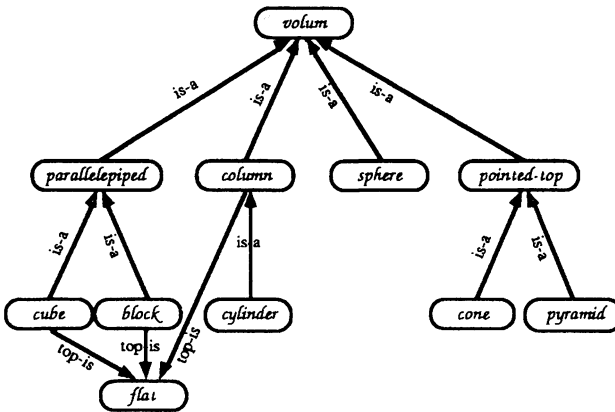 volum
is-a
is-a
is-a
is-a
parallelepiped
column
sphere
pointed-top
is-a
is-a
is-a
is-a
is-a
cube
block
cylinder
cone
pyramid
top-is
top-is
top-is
flat